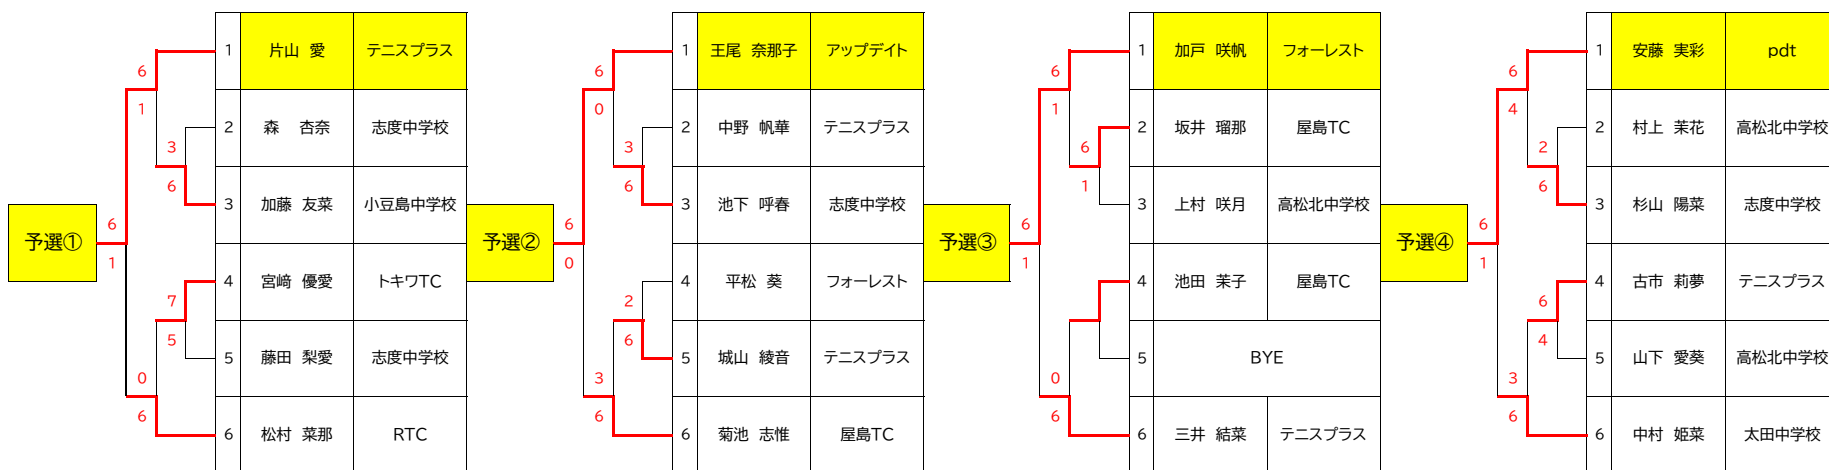 予選①
6
1
6
1
3
6
7
5
0
6
1 片山 愛 テニスプラス
2 森 杏奈 志度中学校
3 加藤 友菜 小豆島中学校
4 宮﨑 優愛 トキワTC
5 藤田 梨愛 志度中学校
6 松村 菜那 RTC
予選②
6
0
6
0
3
6
2
6
3
6
1 王尾 奈那子 アップデイト
2 中野 帆華 テニスプラス
3 池下 呼春 志度中学校
4 平松 葵 フォーレスト
5 城山 綾音 テニスプラス
6 菊池 志惟 屋島TC
予選③
6
1
6
1
6
1
0
6
1 加戸 咲帆 フォーレスト
2 坂井 瑠那 屋島TC
3 上村 咲月 高松北中学校
4 池田 茉子 屋島TC
5 BYE
6 三井 結菜 テニスプラス
予選④
6
1
6
4
2
6
6
4
3
6
1 安藤 実彩 pdt
2 村上 茉花 高松北中学校
3 杉山 陽菜 志度中学校
4 古市 莉夢 テニスプラス
5 山下 愛葵 高松北中学校
6 中村 姫菜 太田中学校